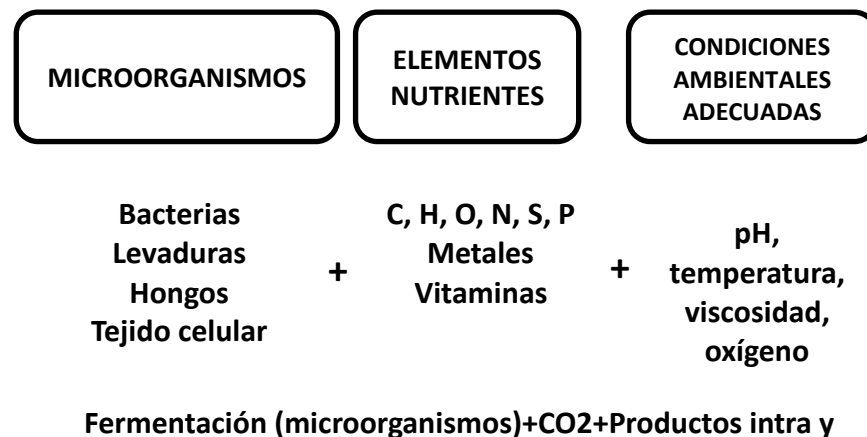 MICROORGANISMOS
ELEMENTOS
NUTRIENTES
CONDICIONES
AMBIENTALES
ADECUADAS
Bacterias
Levaduras
Hongos
Tejido celular
+
C, H, O, N, S, P
Metales
Vitaminas
+
pH,
temperatura,
viscosidad,
oxígeno
Fermentación (microorganismos)+CO2+Productos intra y